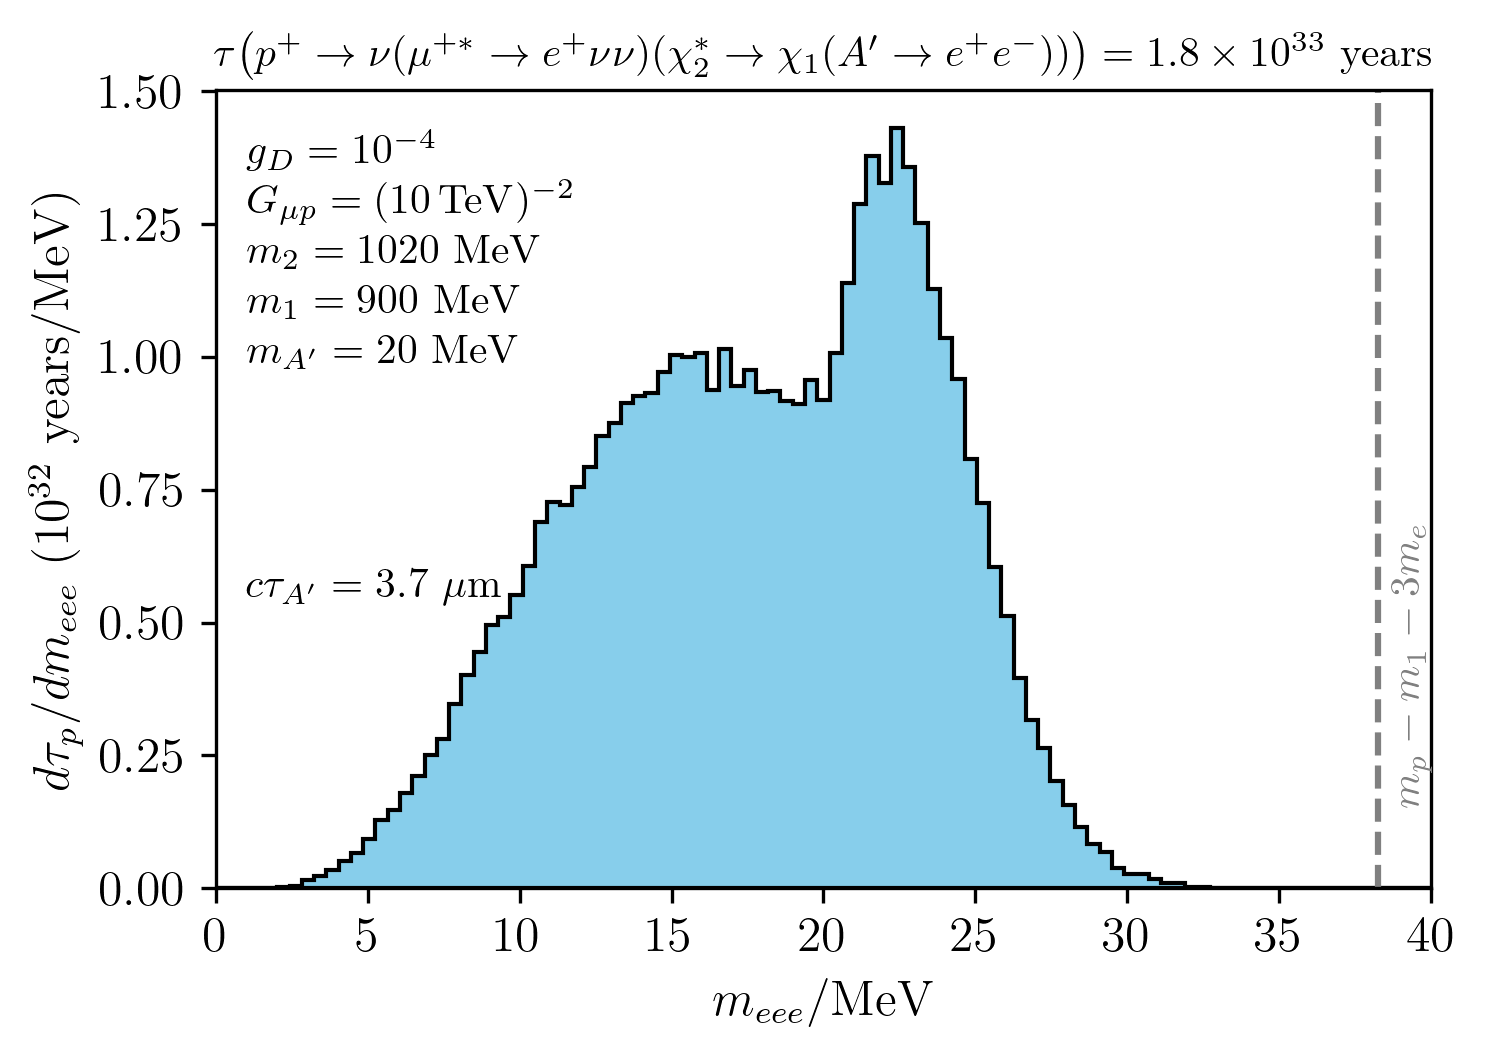 τ(p⁺ → ν(μ⁺* → e⁺νν)(χ₂* → χ₁(A′ → e⁺e⁻))) = 1.8 × 10³³ years
g_D = 10⁻⁴
G_μp = (10 TeV)⁻²
m₂ = 1020 MeV
m₁ = 900 MeV
m_A′ = 20 MeV
cτ_A′ = 3.7 μm
m_p − m₁ − 3m_e
dτ_p/dm_eee (10³² years/MeV)
1.50
1.25
1.00
0.75
0.50
0.25
0.00
0 5 10 15 20 25 30 35 40
m_eee/MeV